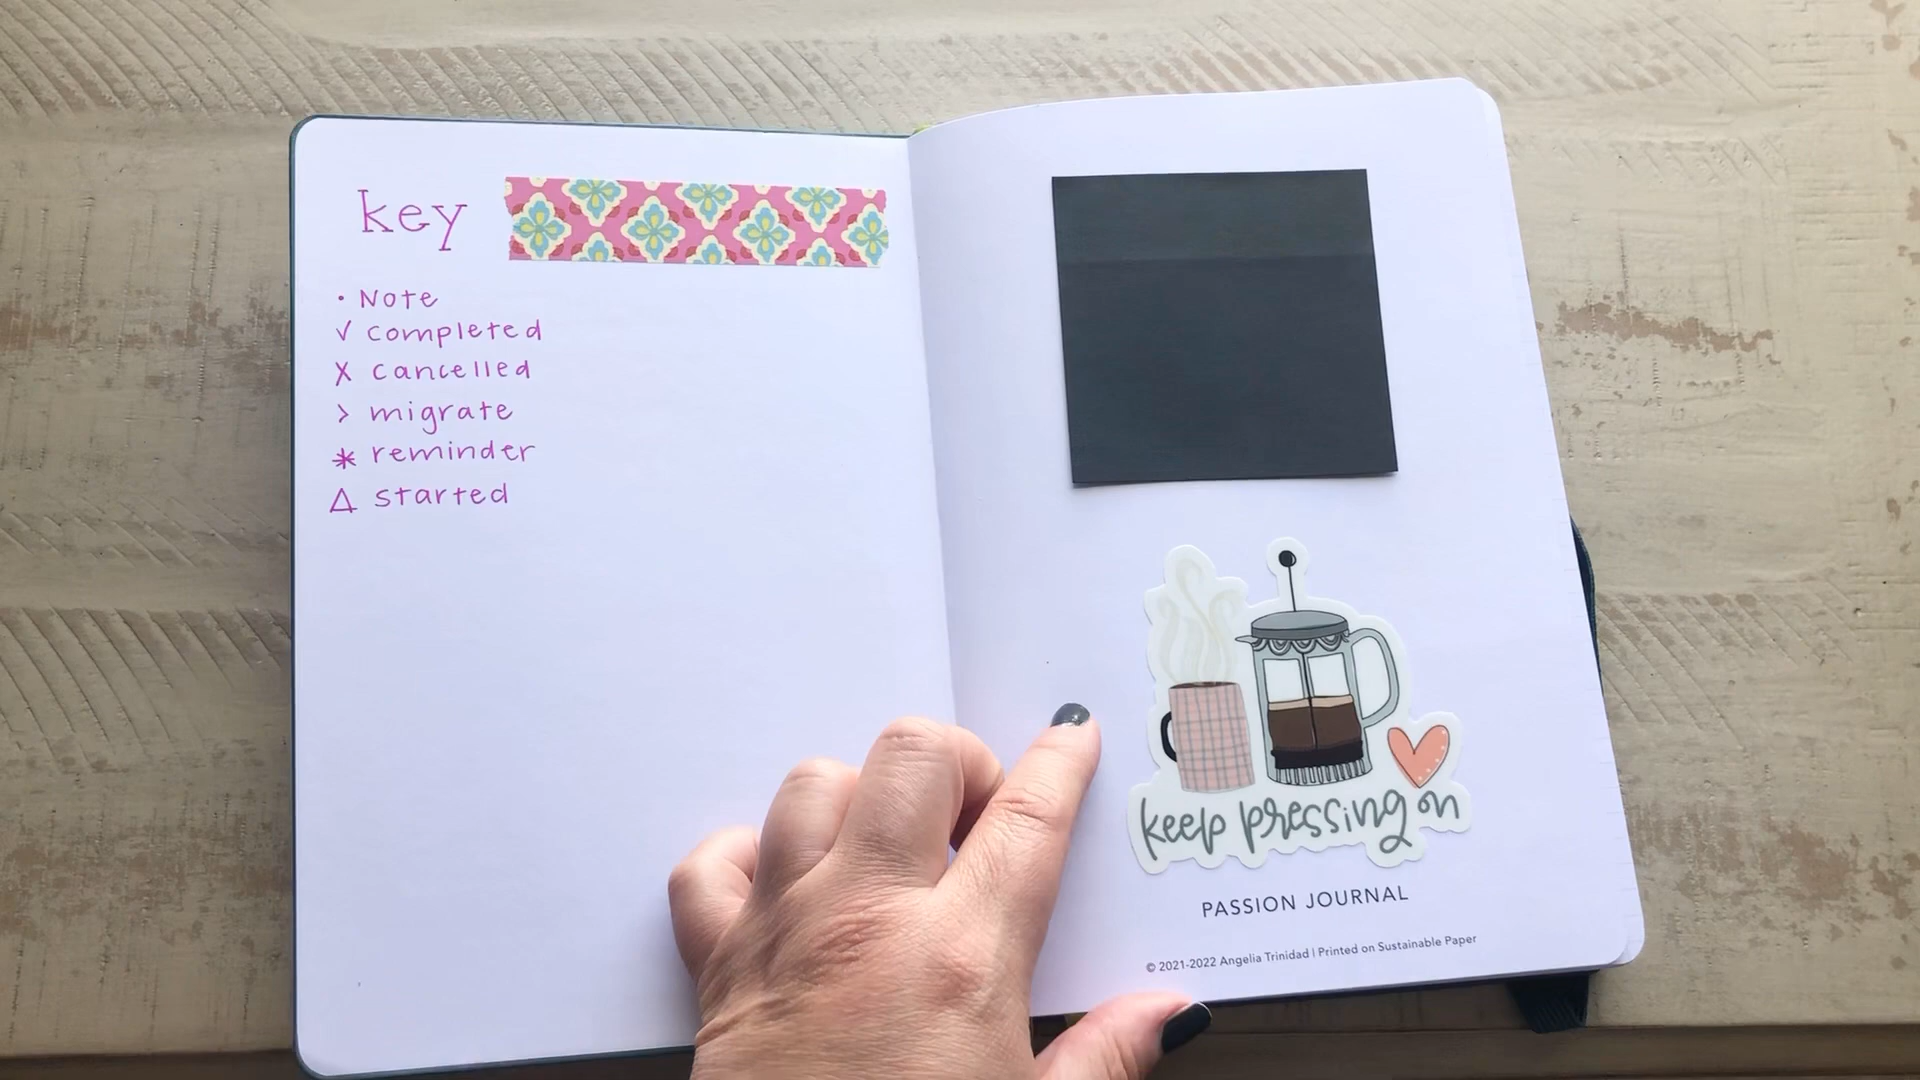 key
· Note
√ completed
X cancelled
> migrate
* reminder
△ started
keep pressing on
PASSION JOURNAL
© 2021-2022 Angelia Trinidad | Printed on Sustainable Paper